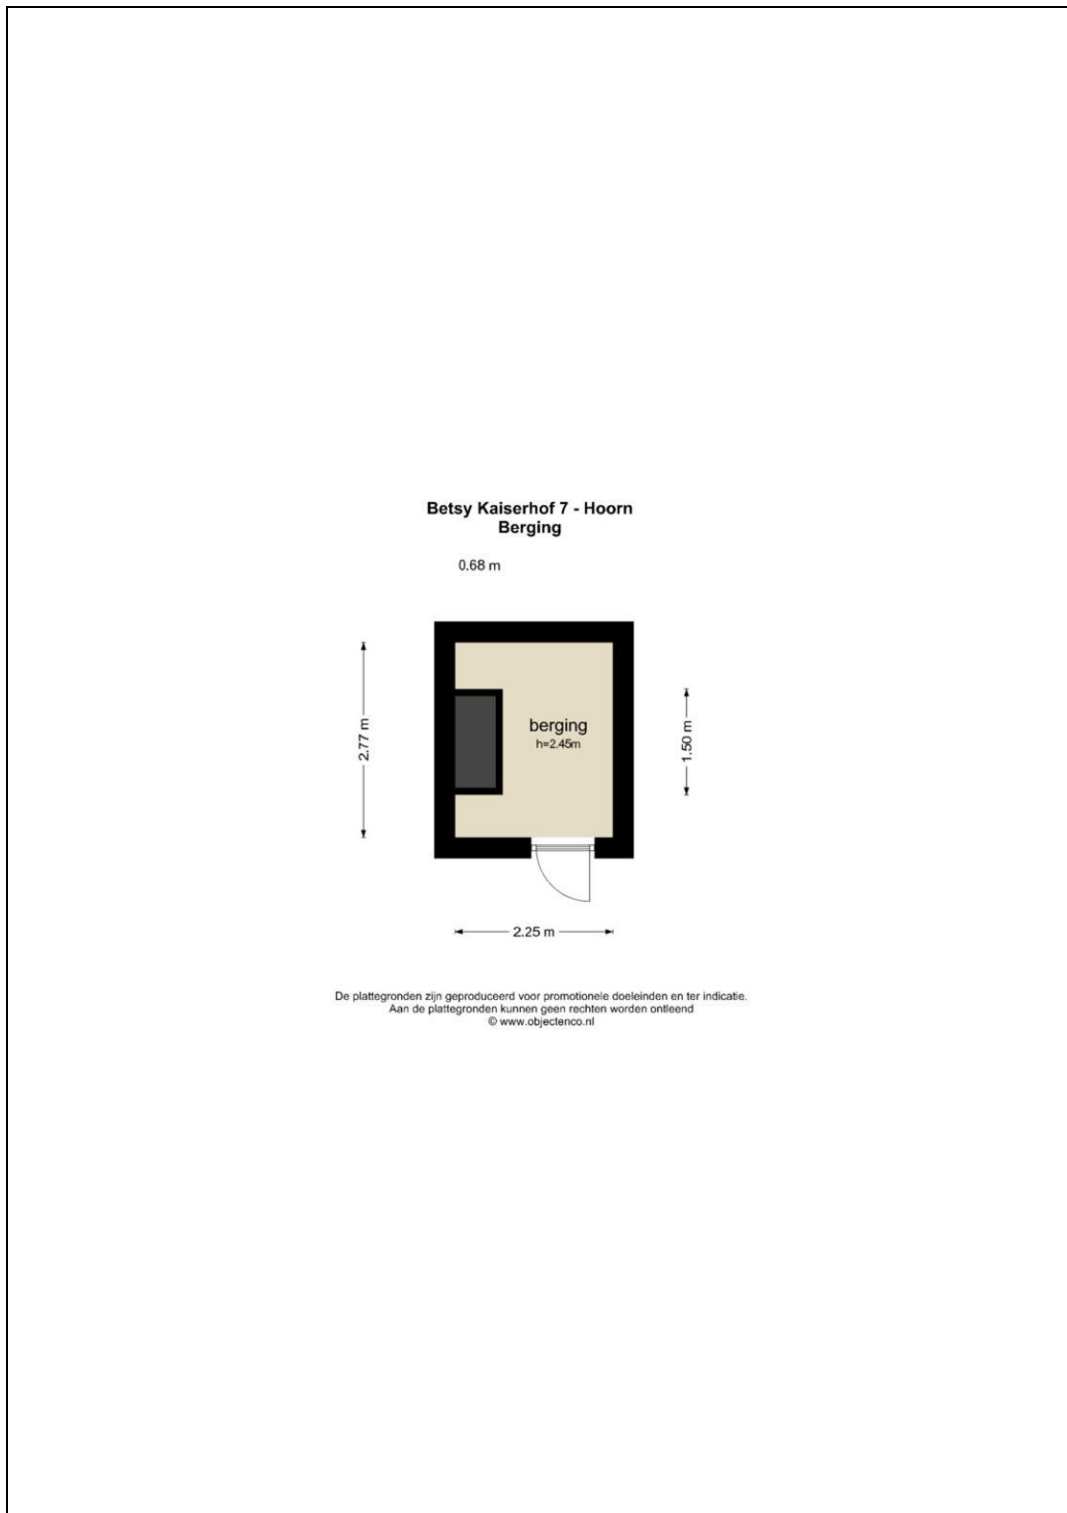 Betsy Kaiserhof 7 - Hoorn
Berging
0.68 m
2.77 m
berging
h=2.45m
1.50 m
2.25 m
De plattegronden zijn geproduceerd voor promotionele doeleinden en ter indicatie.
Aan de plattegronden kunnen geen rechten worden ontleend
© www.objectenco.nl